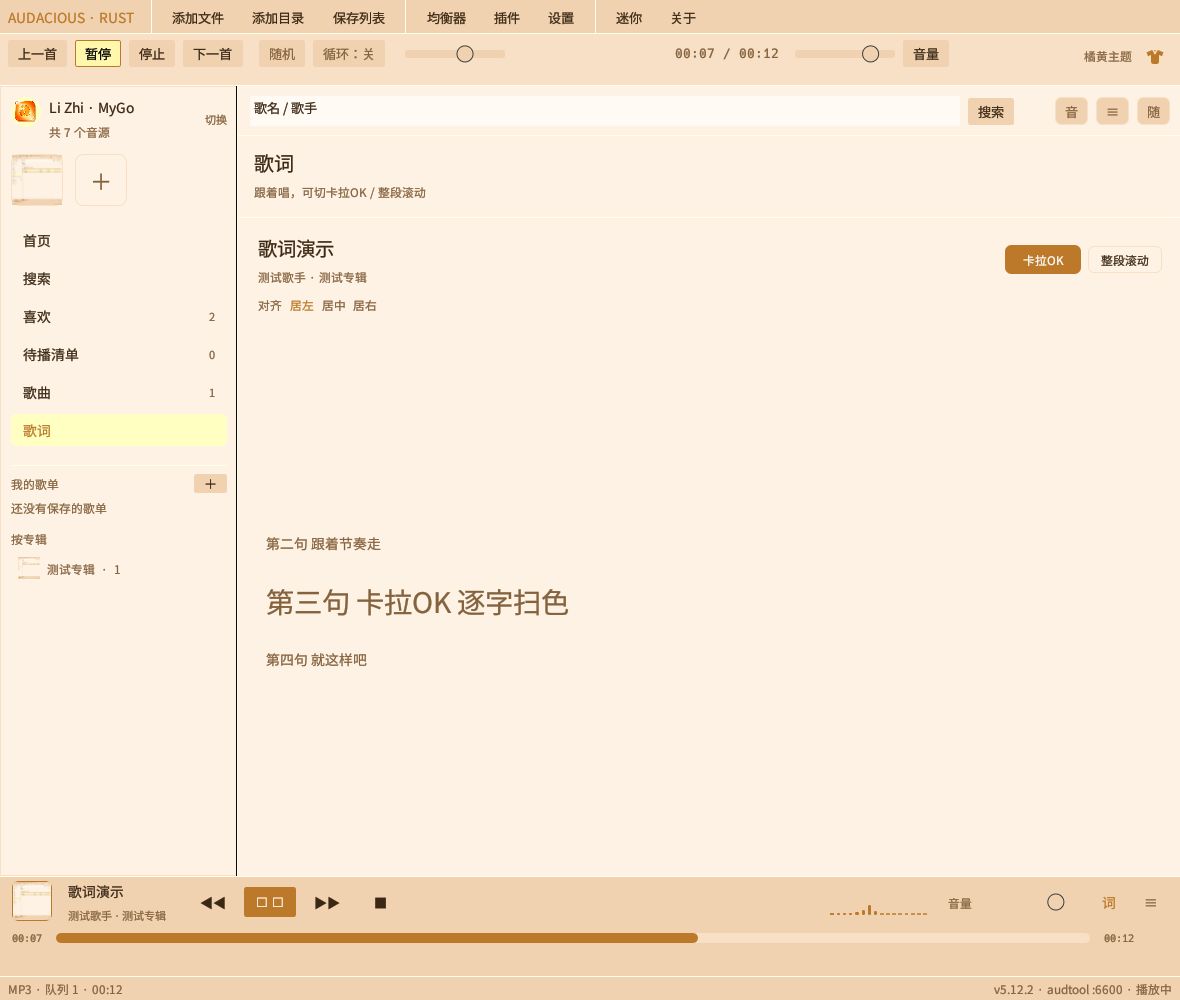 AUDACIOUS · RUST 添加文件 添加目录 保存列表 均衡器 插件 设置 迷你 关于
上一首 暂停 停止 下一首 随机 循环：关 00:07 / 00:12 音量 橘黄主题
Li Zhi · MyGo
共 7 个音源
切换
歌名 / 歌手 搜索 音 ≡ 随
歌词
跟着唱，可切卡拉OK / 整段滚动
+
首页
搜索
喜欢 2
待播清单 0
歌曲 1
歌词
我的歌单 +
还没有保存的歌单
按专辑
测试专辑 · 1
歌词演示
测试歌手 · 测试专辑
对齐 居左 居中 居右
卡拉OK 整段滚动
第二句 跟着节奏走
第三句 卡拉OK 逐字扫色
第四句 就这样吧
歌词演示
测试歌手 · 测试专辑
音量 词 ≡
00:07 00:12
MP3 · 队列 1 · 00:12 v5.12.2 · audtool :6600 · 播放中